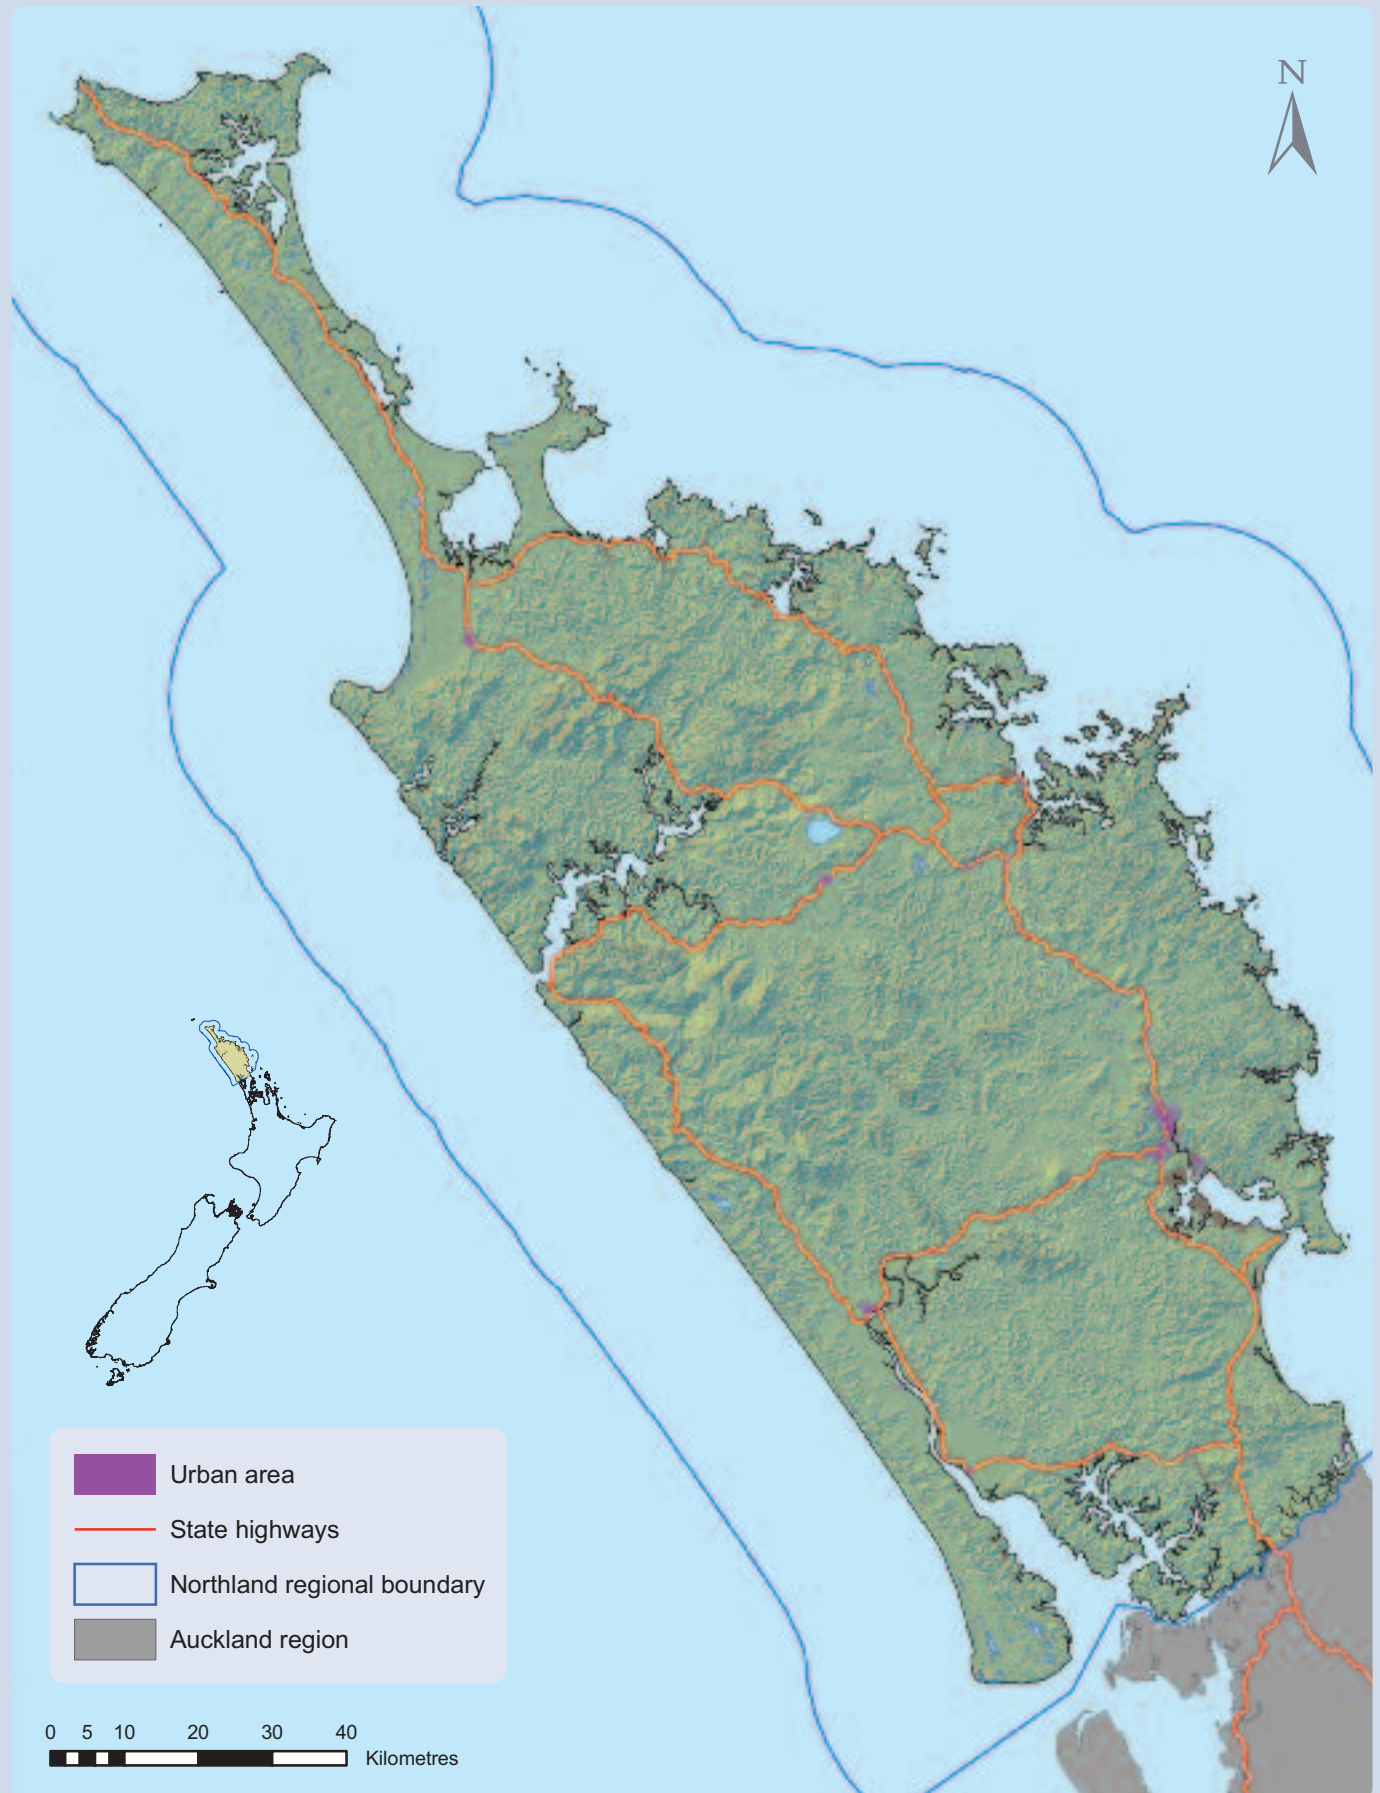 N
Urban area
State highways
Northland regional boundary
Auckland region
0 5 10 20 30 40
Kilometres